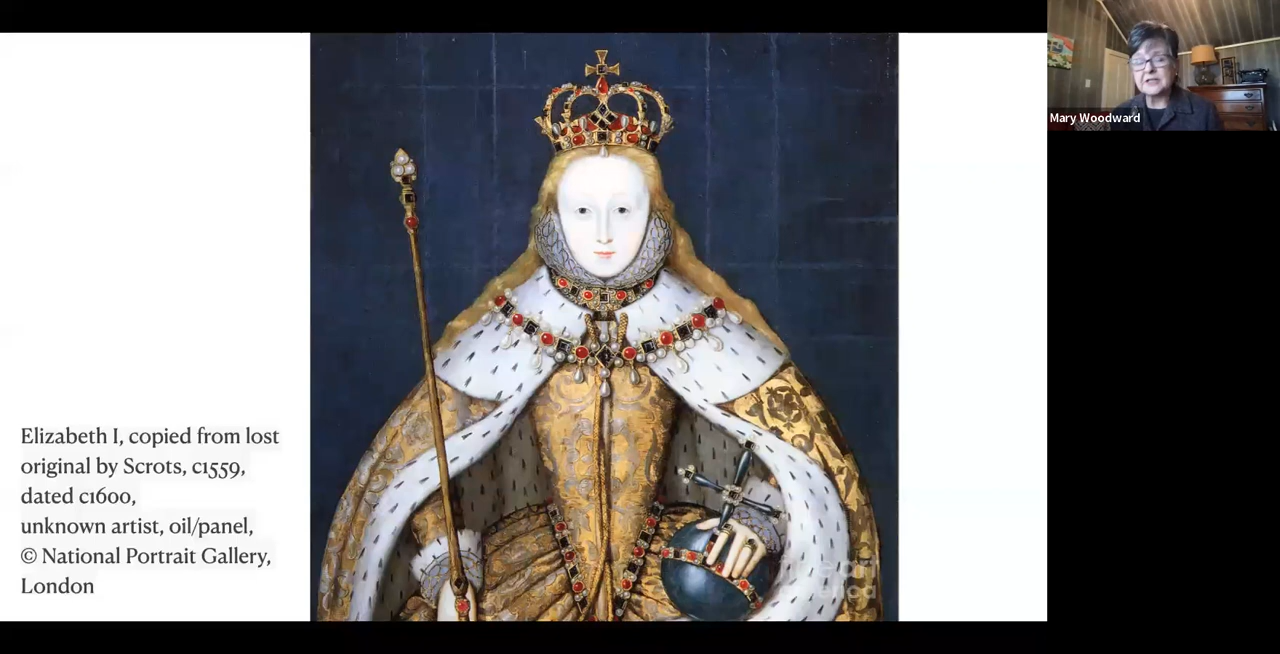 Mary Woodward
Elizabeth I, copied from lost
original by Scrots, c1559,
dated c1600,
unknown artist, oil/panel,
© National Portrait Gallery,
London